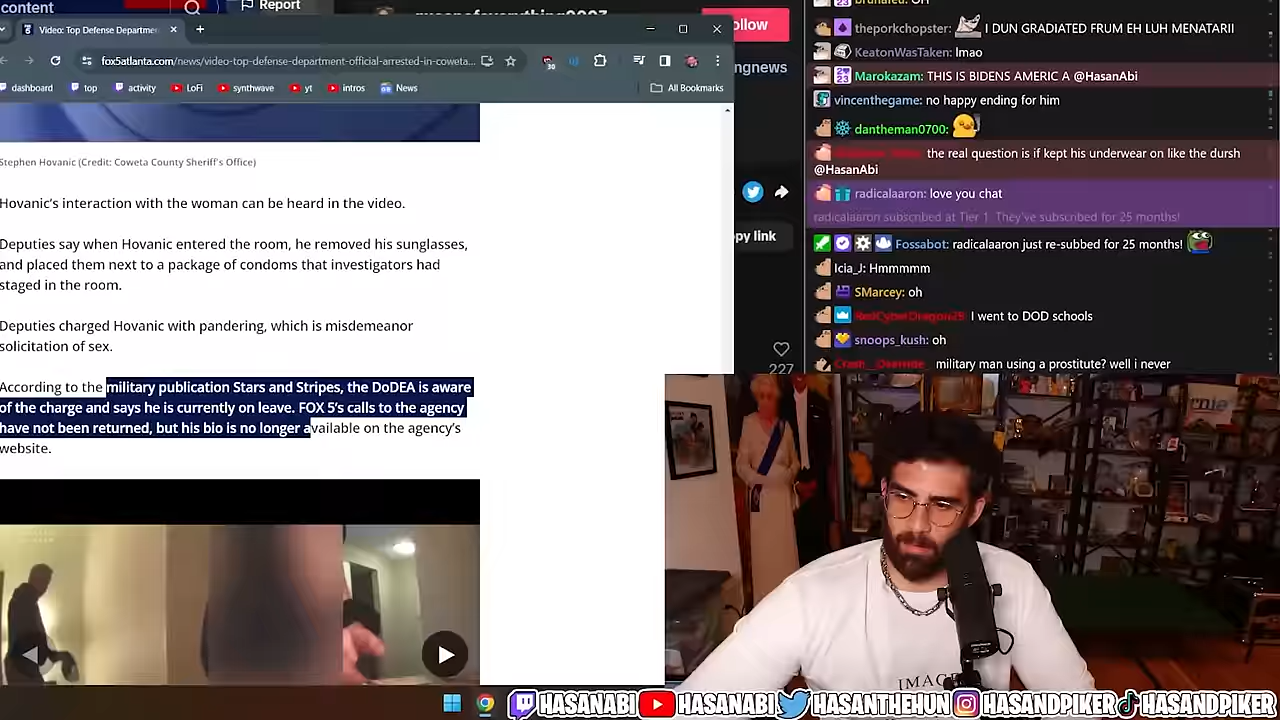 content
Report
Video: Top Defense Departme
fox5atlanta.com/news/video-top-defense-department-official-arrested-in-coweta...
dashboard
top
activity
LoFi
synthwave
yt
intros
News
All Bookmarks
ollow
ngnews
py link
227
Stephen Hovanic (Credit: Coweta County Sheriff's Office)
Hovanic's interaction with the woman can be heard in the video.
Deputies say when Hovanic entered the room, he removed his sunglasses,
and placed them next to a package of condoms that investigators had
staged in the room.
Deputies charged Hovanic with pandering, which is misdemeanor
solicitation of sex.
According to the military publication Stars and Stripes, the DoDEA is aware
of the charge and says he is currently on leave. FOX 5's calls to the agency
have not been returned, but his bio is no longer available on the agency's
website.
theporkchopster: I DUN GRADIATED FRUM EH LUH MENATARII
KeatonWasTaken: lmao
Marokazam: THIS IS BIDENS AMERIC A @HasanAbi
vincenthegame: no happy ending for him
dantheman0700:
the real question is if kept his underwear on like the dursh
@HasanAbi
radicalaaron: love you chat
radicalaaron subscribed at Tier 1. They've subscribed for 25 months!
Fossabot: radicalaaron just re-subbed for 25 months!
Icia_J: Hmmmmm
SMarcey: oh
RedCyberDragon25 I went to DOD schools
snoops_kush: oh
Crash__Override military man using a prostitute? well i never
ernie
IMAG
HASANABI
HASANABI
HASANTHEHUN
HASANDPIKER
HASANDPIKER